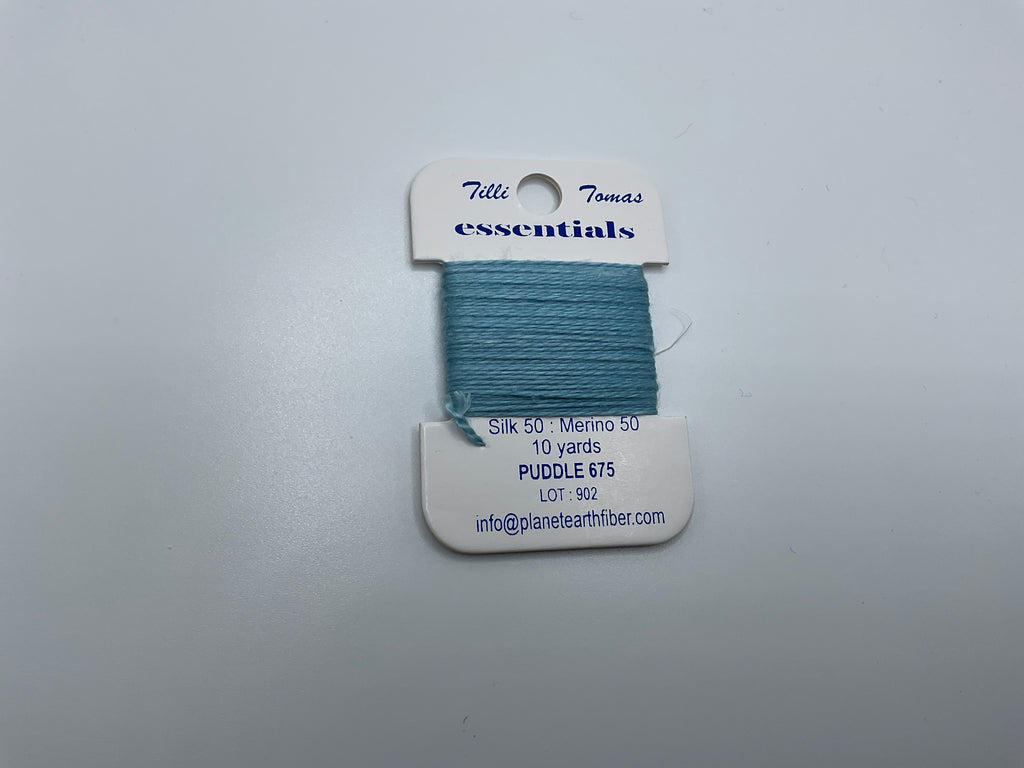 Tilli Tomas
essentials
Silk 50 : Merino 50
10 yards
PUDDLE 675
LOT : 902
info@planetearthfiber.com